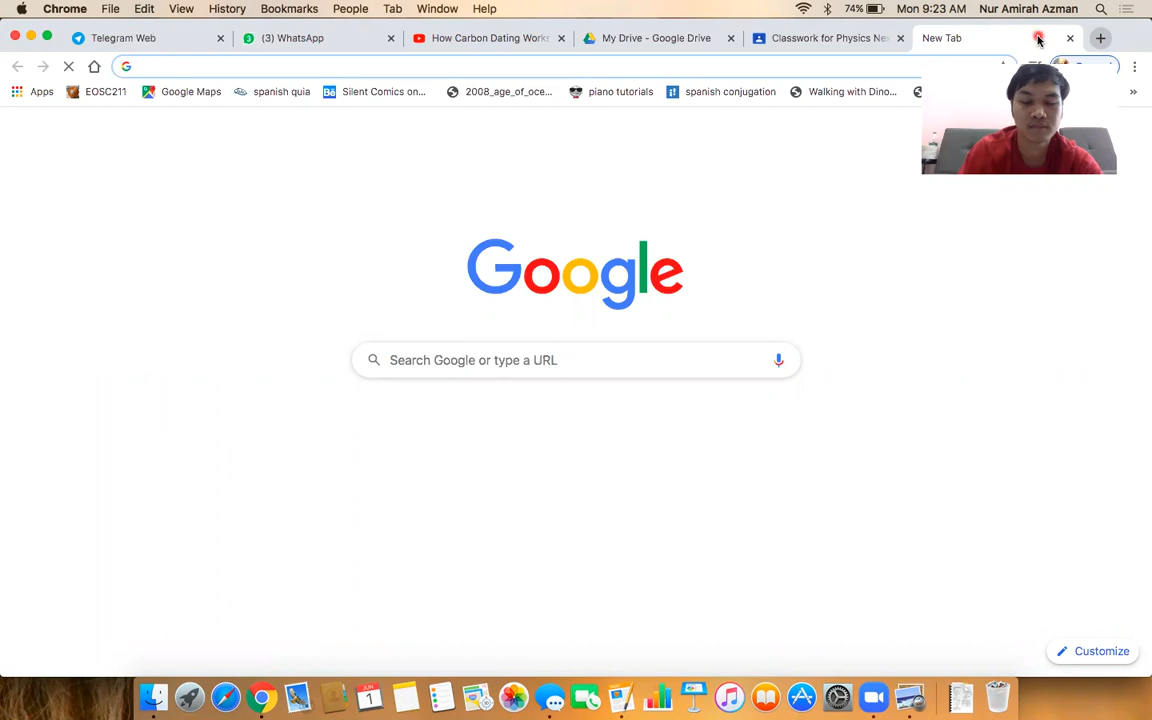 Chrome File Edit View History Bookmarks People Tab Window Help 74% Mon 9:23 AM Nur Amirah Azman
Telegram Web (3) WhatsApp How Carbon Dating Works My Drive - Google Drive Classwork for Physics Ne New Tab
G
Apps EOSC211 Google Maps spanish quia Silent Comics on... 2008_age_of_oce... piano tutorials spanish conjugation Walking with Dino... »
Google
Search Google or type a URL
Customize
JUN
1